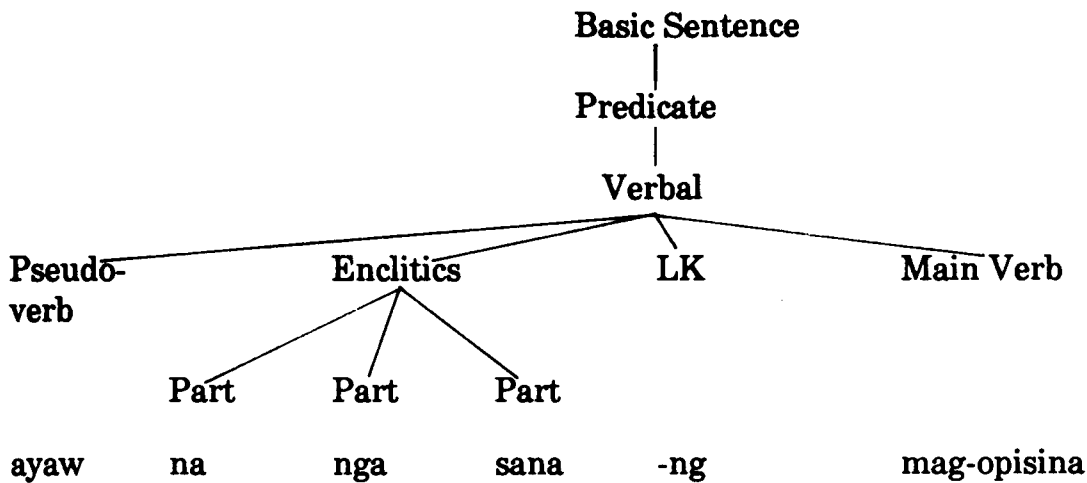 Basic Sentence
Predicate
Verbal
Pseudo- Enclitics LK Main Verb
verb
Part Part Part
ayaw na nga sana -ng mag-opisina